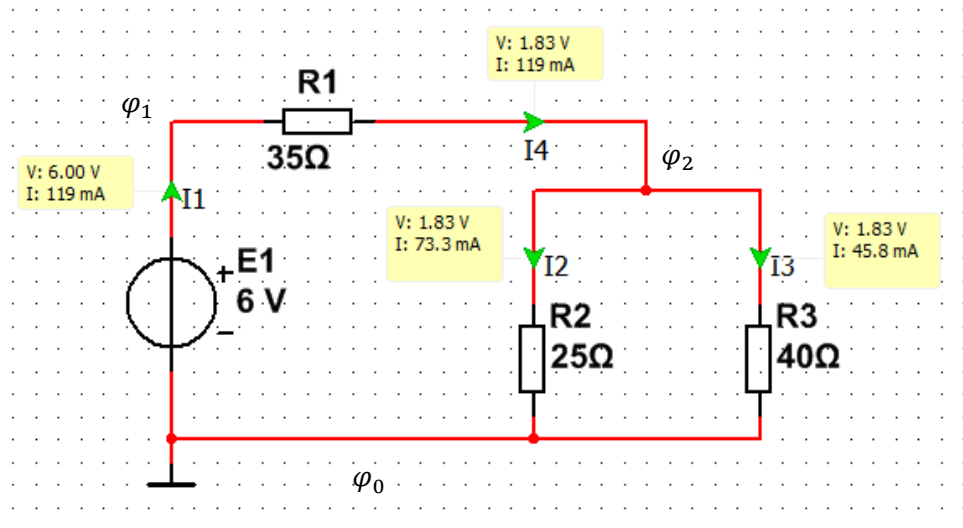 V: 1.83 V
I: 119 mA
R1
φ1
35Ω
I4
φ2
V: 6.00 V
I: 119 mA
I1
V: 1.83 V
I: 73.3 mA
V: 1.83 V
I: 45.8 mA
I2
I3
+
E1
6 V
−
R2
25Ω
R3
40Ω
φ0